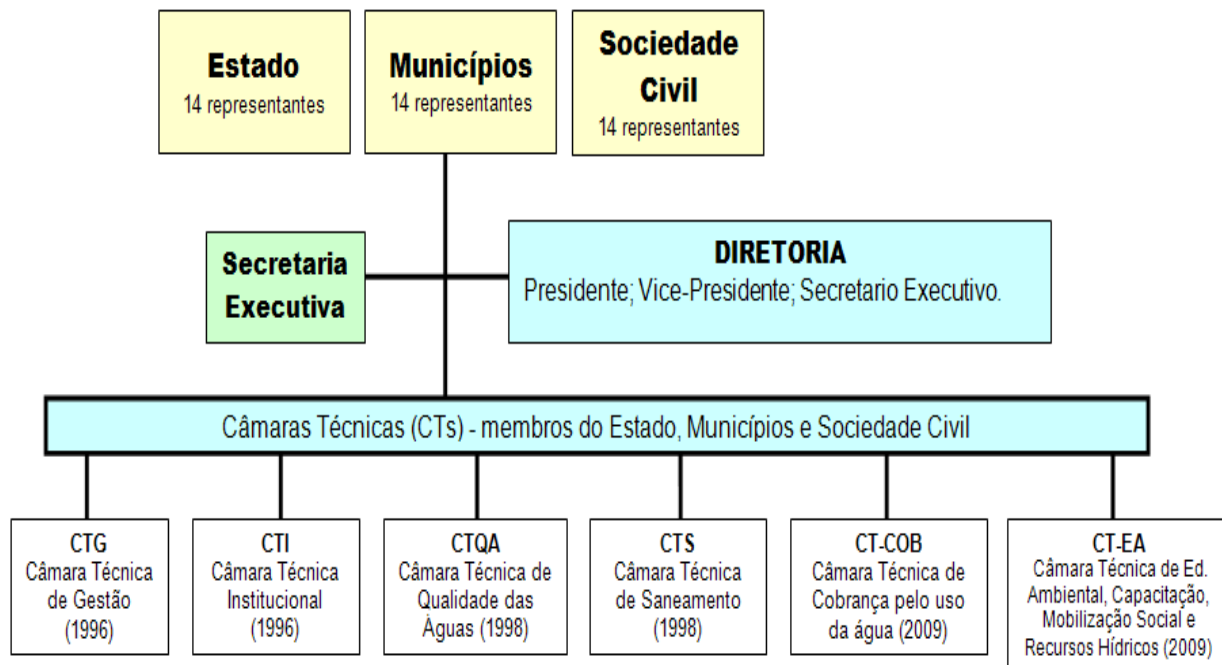 Estado
14 representantes
Municípios
14 representantes
Sociedade
Civil
14 representantes
Secretaria
Executiva
DIRETORIA
Presidente; Vice-Presidente; Secretario Executivo.
Câmaras Técnicas (CTs) - membros do Estado, Municípios e Sociedade Civil
CTG
Câmara Técnica
de Gestão
(1996)
CTI
Câmara Técnica
Institucional
(1996)
CTQA
Câmara Técnica de
Qualidade das
Àguas (1998)
CTS
Câmara Técnica
de Saneamento
(1998)
CT-COB
Câmara Técnica de
Cobrança pelo uso
da água (2009)
CT-EA
Câmara Técnica de Ed.
Ambiental, Capacitação,
Mobilização Social e
Recursos Hídricos (2009)